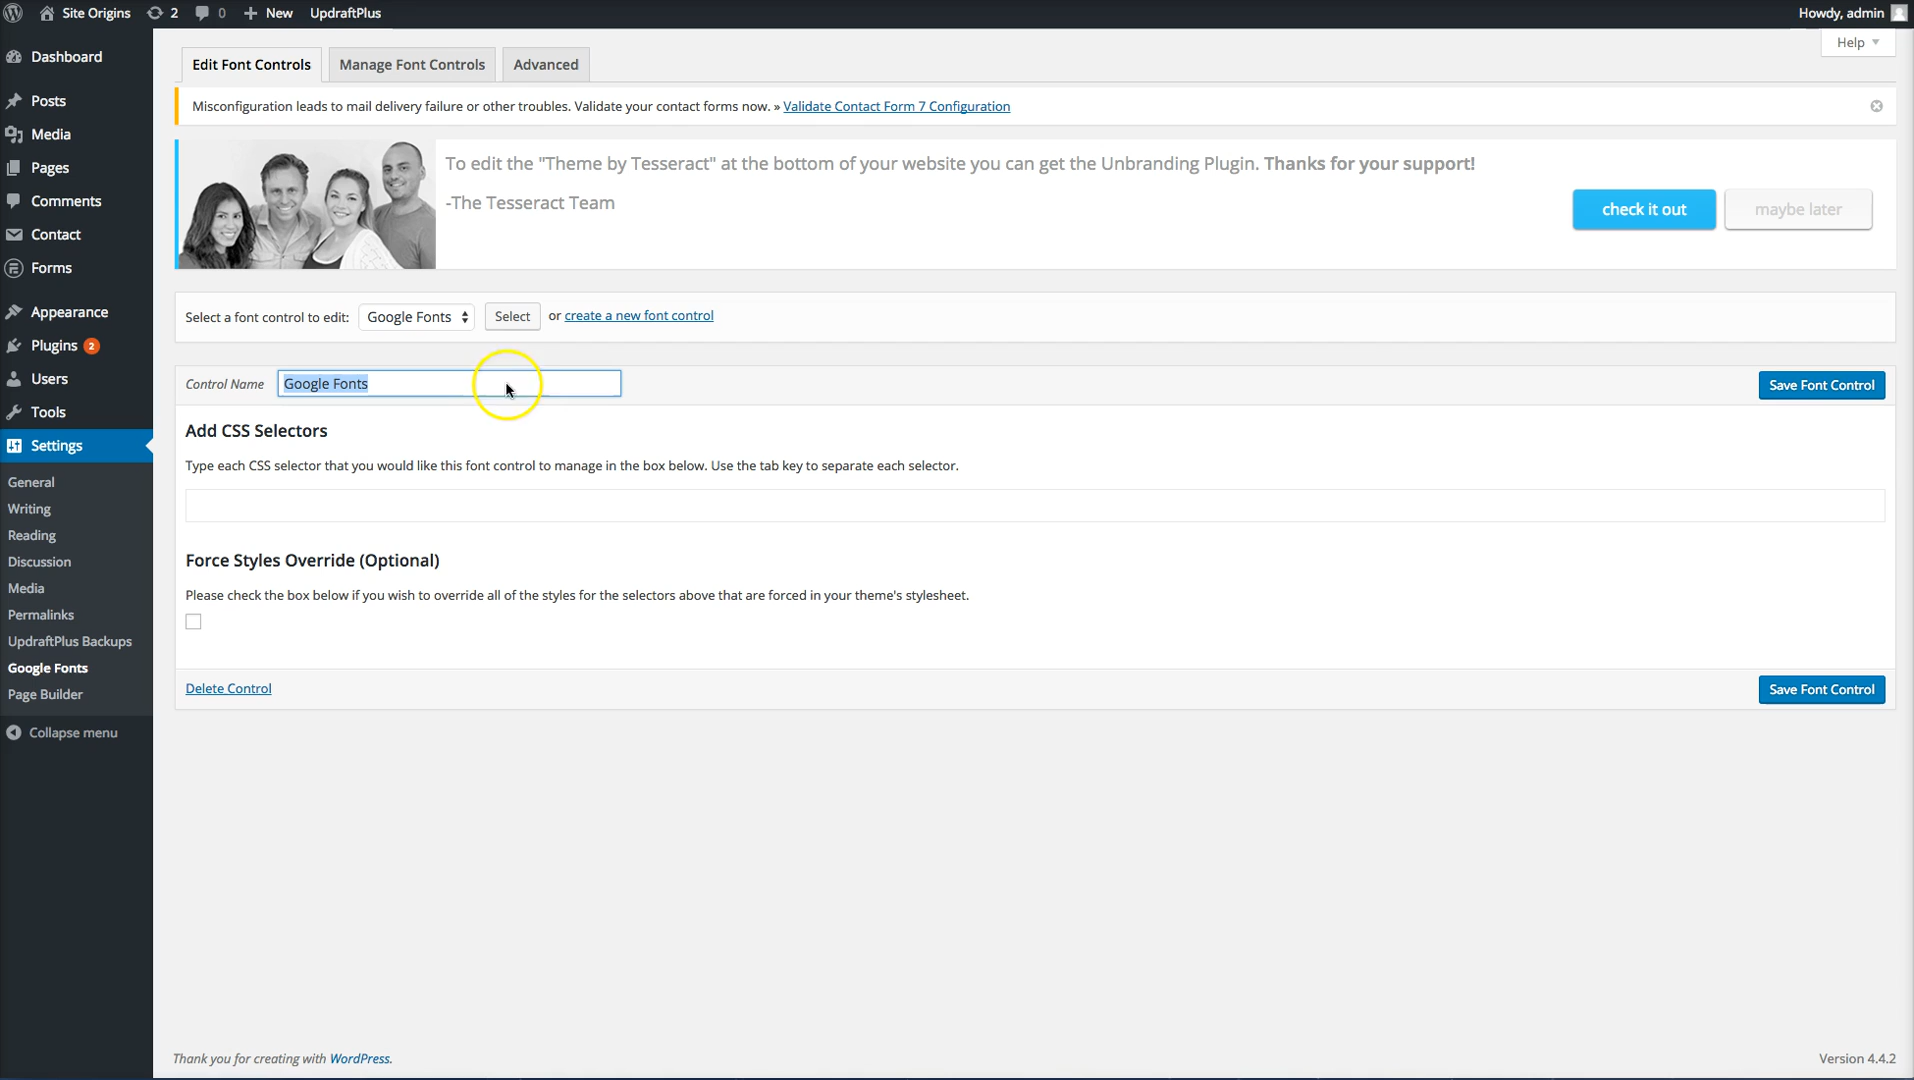 Site Origins 2 0 New UpdraftPlus Howdy, admin
Help
Dashboard
Posts
Media
Pages
Comments
Contact
Forms
Appearance
Plugins 2
Users
Tools
Settings
General
Writing
Reading
Discussion
Media
Permalinks
UpdraftPlus Backups
Google Fonts
Page Builder
Collapse menu
Edit Font Controls Manage Font Controls Advanced
Misconfiguration leads to mail delivery failure or other troubles. Validate your contact forms now. » Validate Contact Form 7 Configuration
To edit the "Theme by Tesseract" at the bottom of your website you can get the Unbranding Plugin. Thanks for your support!
-The Tesseract Team
check it out maybe later
Select a font control to edit: Google Fonts Select or create a new font control
Control Name Google Fonts Save Font Control
Add CSS Selectors
Type each CSS selector that you would like this font control to manage in the box below. Use the tab key to separate each selector.
Force Styles Override (Optional)
Please check the box below if you wish to override all of the styles for the selectors above that are forced in your theme's stylesheet.
Delete Control Save Font Control
Thank you for creating with WordPress. Version 4.4.2